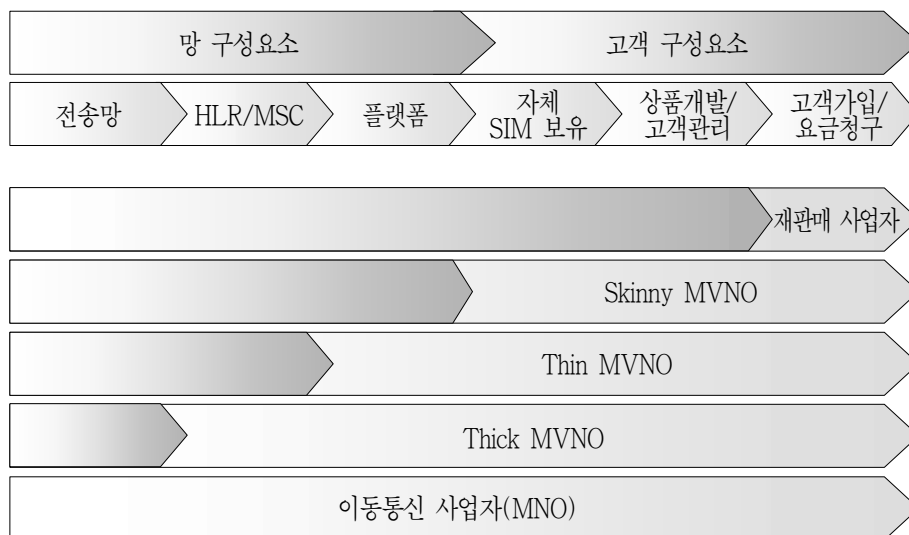 망 구성요소
고객 구성요소
전송망
HLR/MSC
플랫폼
자체
SIM 보유
상품개발/
고객관리
고객가입/
요금청구
재판매 사업자
Skinny MVNO
Thin MVNO
Thick MVNO
이동통신 사업자(MNO)